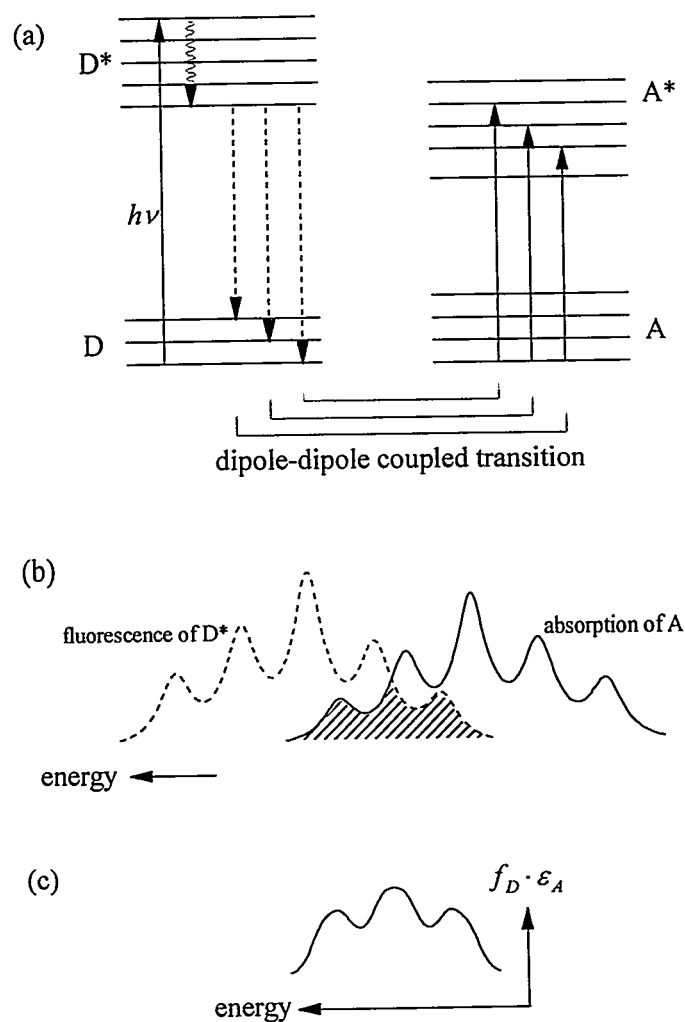 (a)
D*
A*
hν
D
A
dipole-dipole coupled transition
(b)
fluorescence of D*
absorption of A
energy
(c)
f_D · ε_A
energy